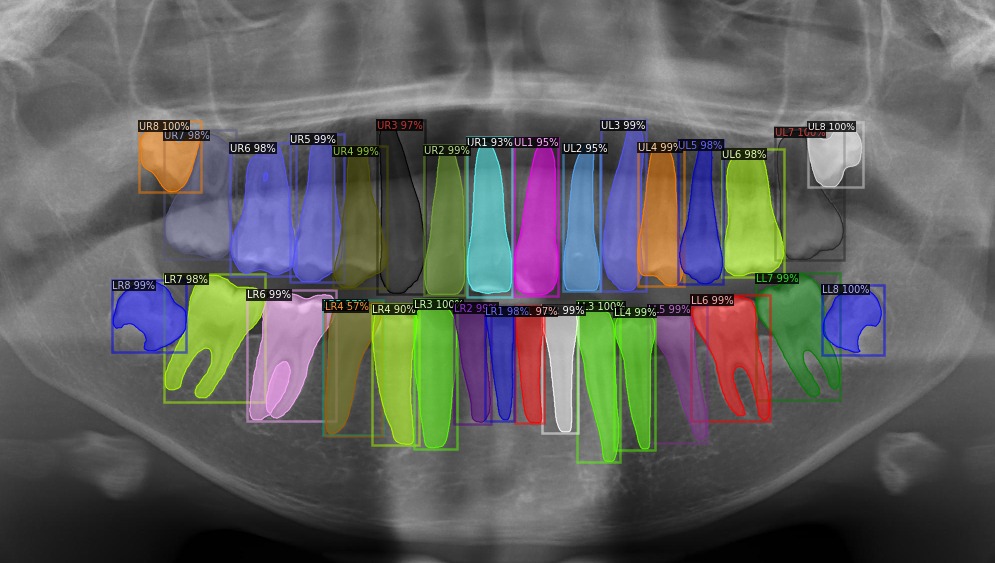 UR8 100%
UR7 98%
UR6 98%
UR5 99%
UR4 99%
UR3 97%
UR2 99%
UR1 93%
UL1 95%
UL2 95%
UL3 99%
UL4 99%
UL5 98%
UL6 98%
UL7 100%
UL8 100%
LR8 99%
LR7 98%
LR6 99%
LR4 57%
LR4 90%
LR3 100%
LR2 99%
LR1 98%
97%
99%
L3 100%
LL4 99%
5 99%
LL6 99%
LL7 99%
LL8 100%